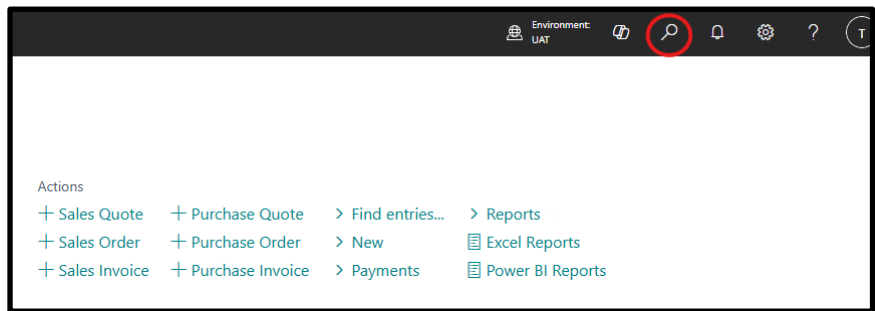 Environment:
UAT
?
T
Actions
+ Sales Quote + Purchase Quote > Find entries... > Reports
+ Sales Order + Purchase Order > New Excel Reports
+ Sales Invoice + Purchase Invoice > Payments Power BI Reports